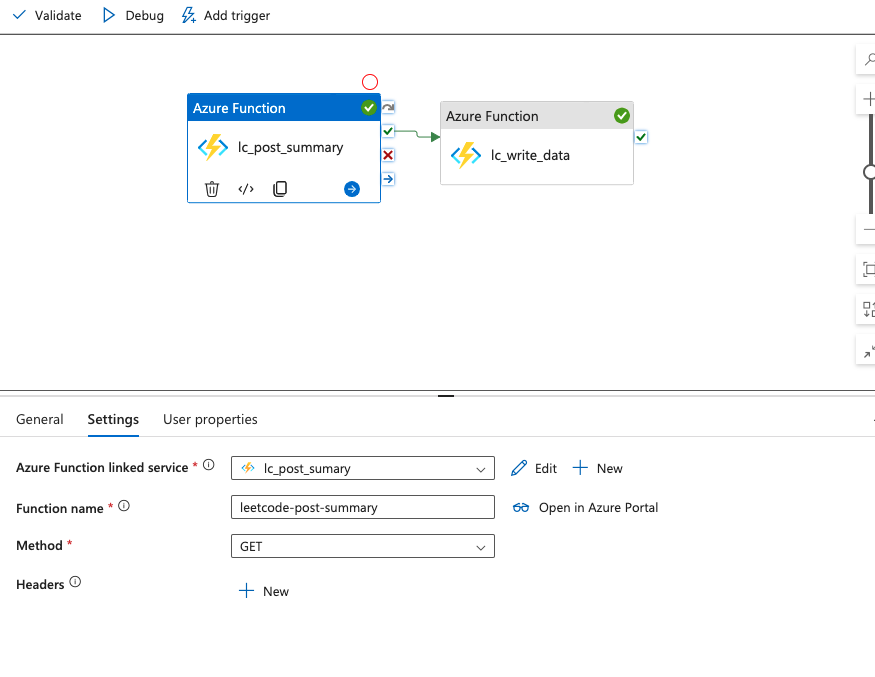 Validate Debug Add trigger
Azure Function
lc_post_summary
Azure Function
lc_write_data
General Settings User properties
Azure Function linked service * lc_post_sumary Edit New
Function name * leetcode-post-summary Open in Azure Portal
Method * GET
Headers New